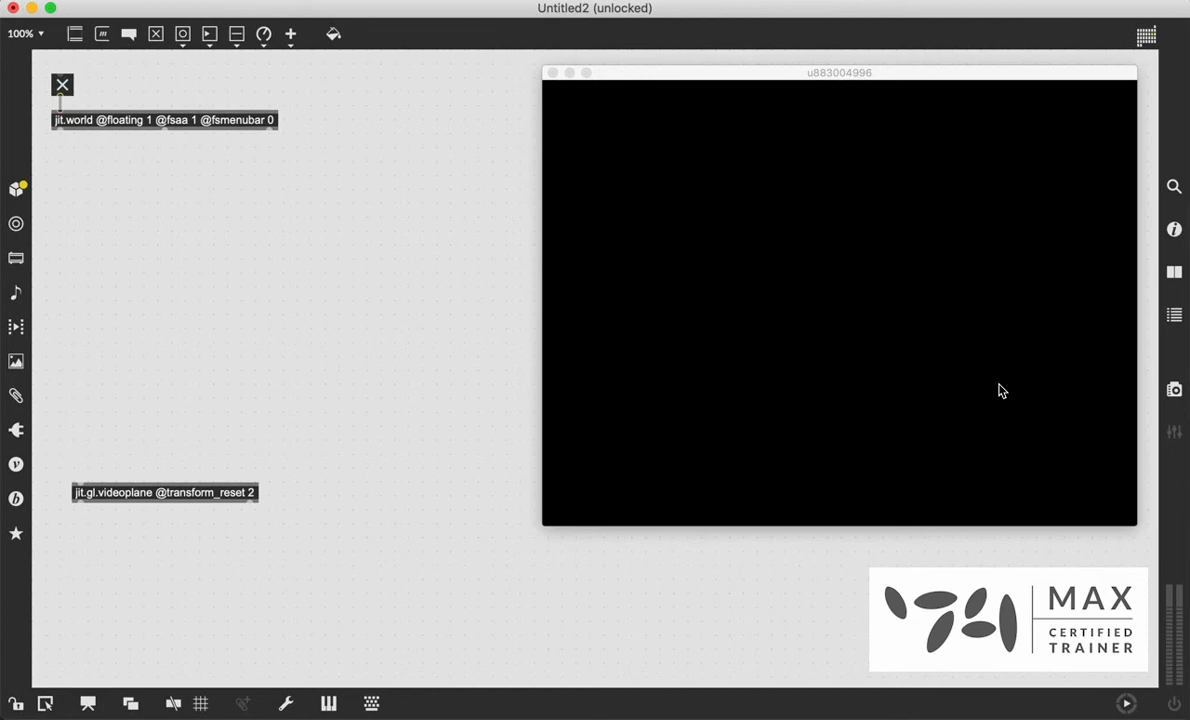 Untitled2 (unlocked)
100%
u883004996
jit.world @floating 1 @fsaa 1 @fsmenubar 0
jit.gl.videoplane @transform_reset 2
MAX
CERTIFIED
TRAINER